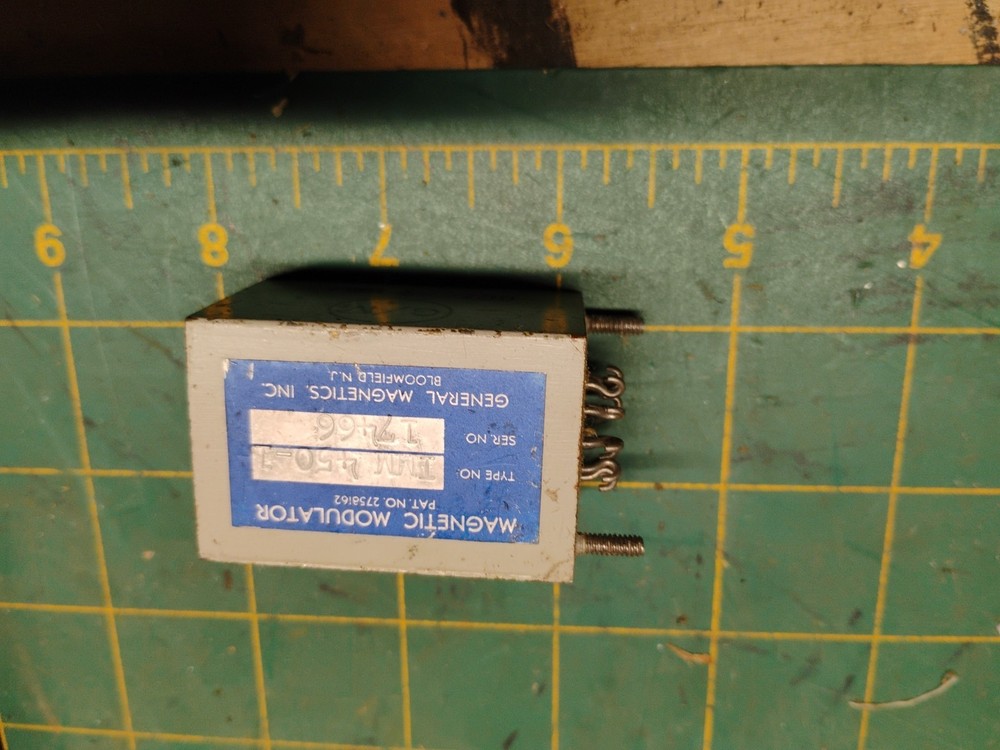 MAGNETIC MODULATOR
PAT. NO. 2758162
TYPE NO. 450-1
SER. NO 17466
GENERAL MAGNETICS. INC.
BLOOMFIELD N.J.
9 8 7 6 5 4